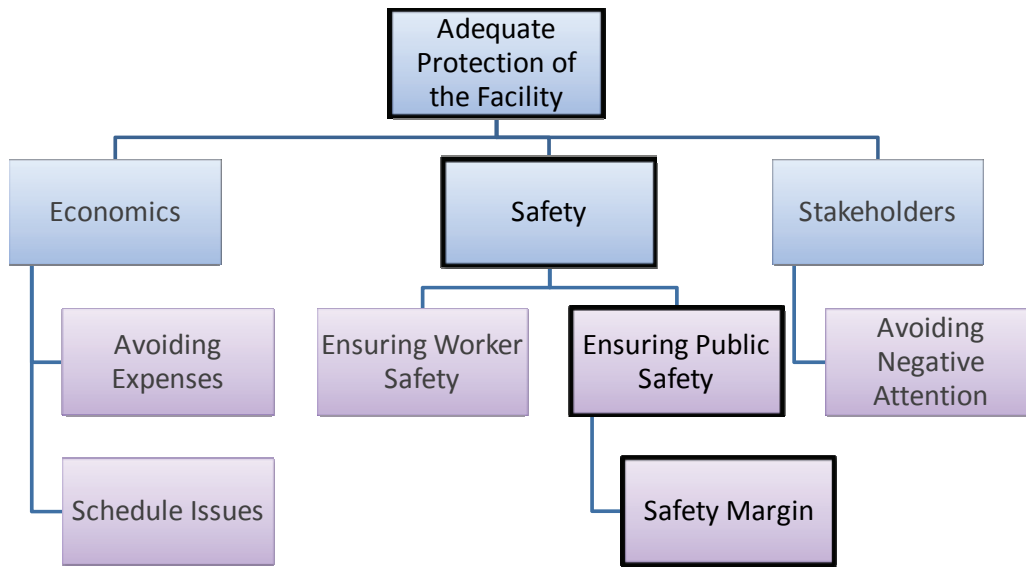 Adequate
Protection of
the Facility
Economics
Safety
Stakeholders
Avoiding
Expenses
Ensuring Worker
Safety
Ensuring Public
Safety
Avoiding
Negative
Attention
Schedule Issues
Safety Margin